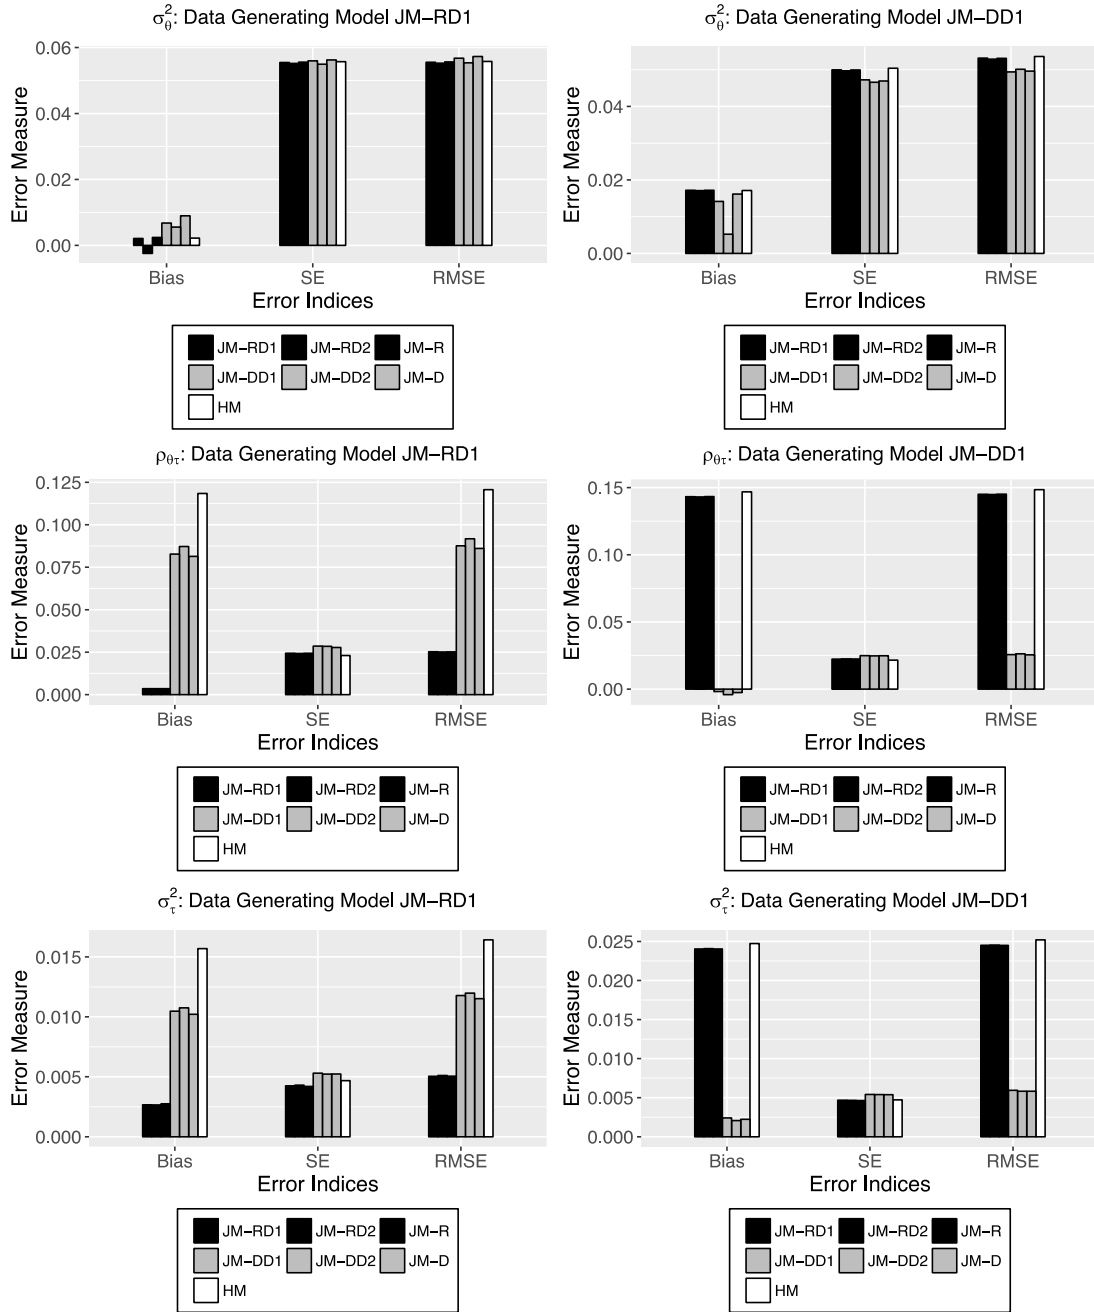 σ²θ: Data Generating Model JM−RD1
Error Measure
0.06
0.04
0.02
0.00
Bias SE RMSE
Error Indices
JM−RD1 JM−RD2 JM−R
JM−DD1 JM−DD2 JM−D
HM
σ²θ: Data Generating Model JM−DD1
Error Measure
0.04
0.02
0.00
Bias SE RMSE
Error Indices
JM−RD1 JM−RD2 JM−R
JM−DD1 JM−DD2 JM−D
HM
ρθτ: Data Generating Model JM−RD1
Error Measure
0.125
0.100
0.075
0.050
0.025
0.000
Bias SE RMSE
Error Indices
JM−RD1 JM−RD2 JM−R
JM−DD1 JM−DD2 JM−D
HM
ρθτ: Data Generating Model JM−DD1
Error Measure
0.15
0.10
0.05
0.00
Bias SE RMSE
Error Indices
JM−RD1 JM−RD2 JM−R
JM−DD1 JM−DD2 JM−D
HM
σ²τ: Data Generating Model JM−RD1
Error Measure
0.015
0.010
0.005
0.000
Bias SE RMSE
Error Indices
JM−RD1 JM−RD2 JM−R
JM−DD1 JM−DD2 JM−D
HM
σ²τ: Data Generating Model JM−DD1
Error Measure
0.025
0.020
0.015
0.010
0.005
0.000
Bias SE RMSE
Error Indices
JM−RD1 JM−RD2 JM−R
JM−DD1 JM−DD2 JM−D
HM